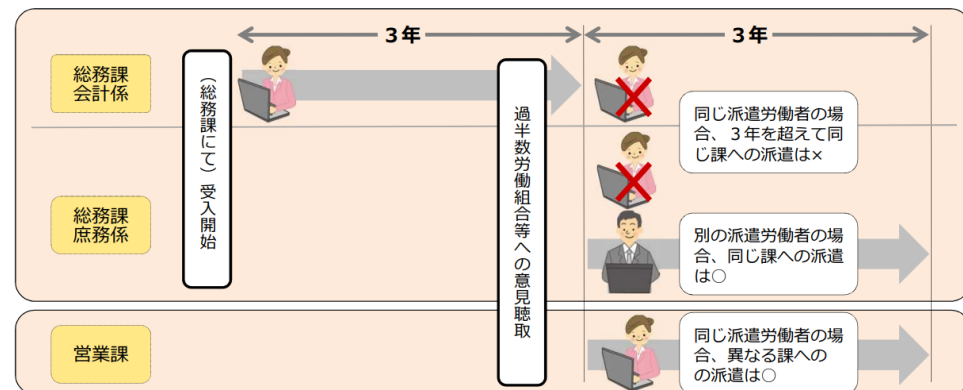 3年
3年
総務課
会計係
(総務課にて)受入開始
過半数労働組合等への意見聴取
同じ派遣労働者の場
合、3年を超えて同
じ課への派遣は×
総務課
庶務係
別の派遣労働者の場
合、同じ課への派遣
は○
営業課
同じ派遣労働者の場
合、異なる課への
の派遣は○